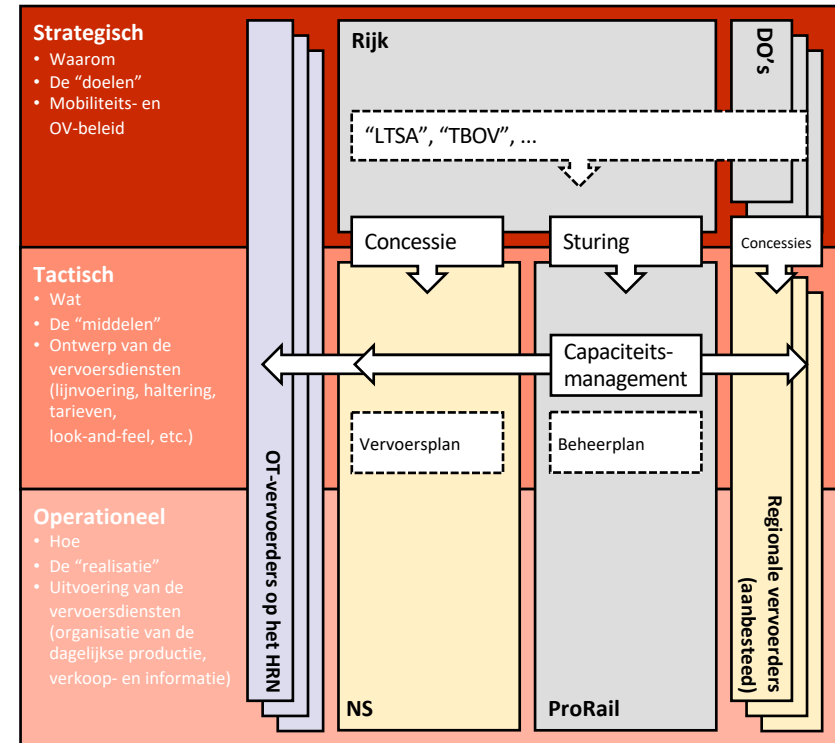 Strategisch
• Waarom
• De “doelen”
• Mobiliteits- en
OV-beleid
Tactisch
• Wat
• De “middelen”
• Ontwerp van de
vervoersdiensten
(lijnvoering, haltering,
tarieven,
look-and-feel, etc.)
Operationeel
• Hoe
• De “realisatie”
• Uitvoering van de
vervoersdiensten
(organisatie van de
dagelijkse productie,
verkoop- en informatie)
OT-vervoerders op het HRN
Rijk
DO’s
“LTSA”, “TBOV”, ...
Concessie
Sturing
Concessies
Capaciteits-
management
Vervoersplan
Beheerplan
NS
ProRail
Regionale vervoerders
(aanbesteed)